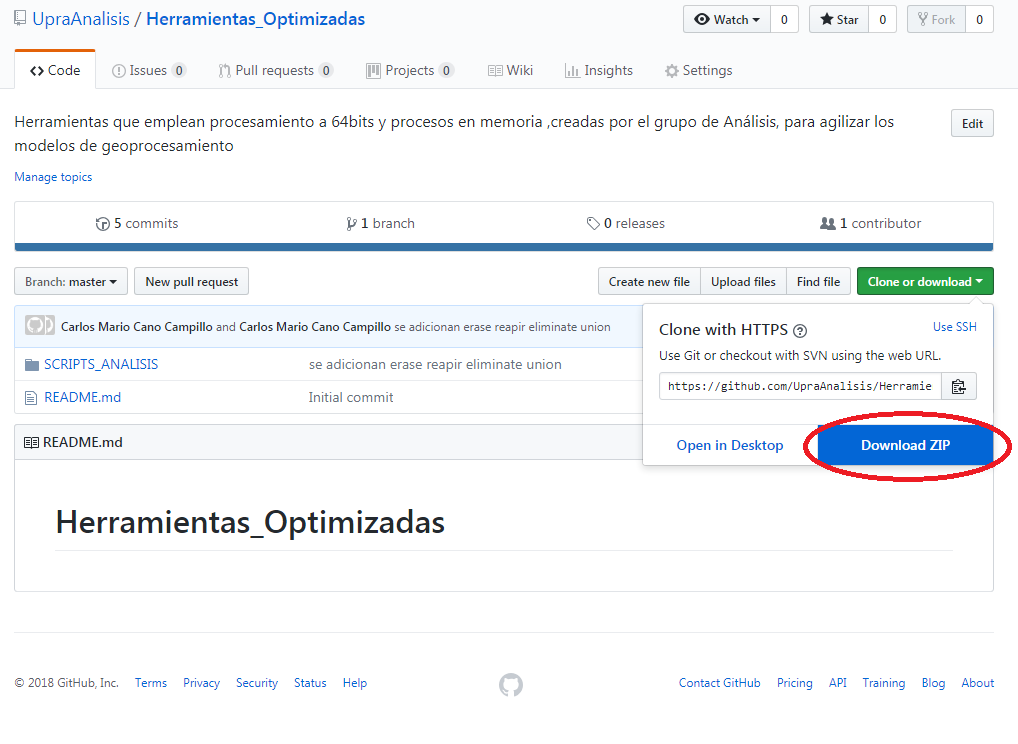 UpraAnalisis / Herramientas_Optimizadas
Watch 0 Star 0 Fork 0
Code Issues 0 Pull requests 0 Projects 0 Wiki Insights Settings
Herramientas que emplean procesamiento a 64bits y procesos en memoria ,creadas por el grupo de Análisis, para agilizar los
modelos de geoprocesamiento
Edit
Manage topics
5 commits 1 branch 0 releases 1 contributor
Branch: master New pull request Create new file Upload files Find file Clone or download
Carlos Mario Cano Campillo and Carlos Mario Cano Campillo se adicionan erase reapir eliminate union
SCRIPTS_ANALISIS se adicionan erase reapir eliminate union
README.md Initial commit
Clone with HTTPS ? Use SSH
Use Git or checkout with SVN using the web URL.
https://github.com/UpraAnalisis/Herramie
Open in Desktop Download ZIP
README.md
Herramientas_Optimizadas
© 2018 GitHub, Inc. Terms Privacy Security Status Help Contact GitHub Pricing API Training Blog About